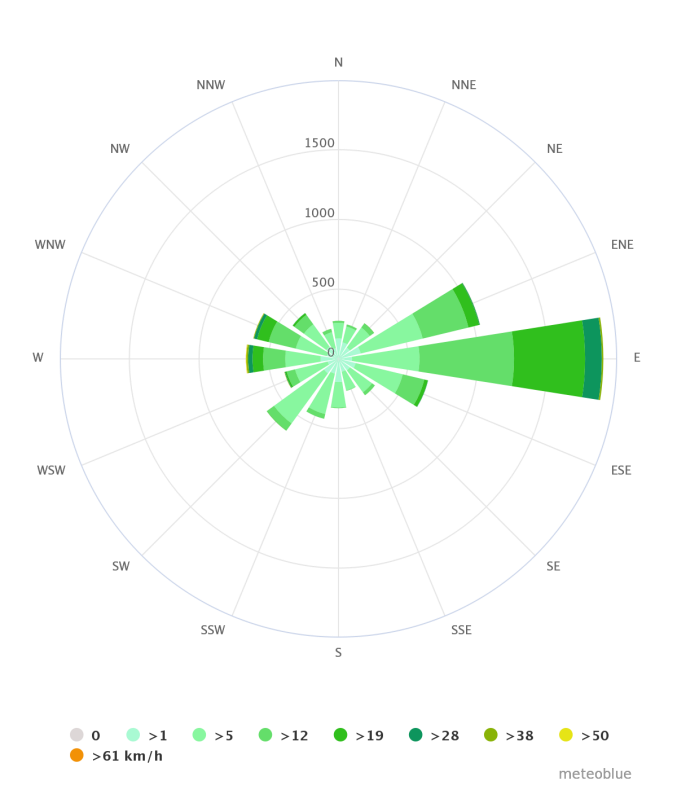 N
NNW NNE
NW NE
1500
1000
WNW ENE
500
W 0 E
WSW ESE
SW SE
SSW SSE
S
0 >1 >5 >12 >19 >28 >38 >50
>61 km/h
meteoblue